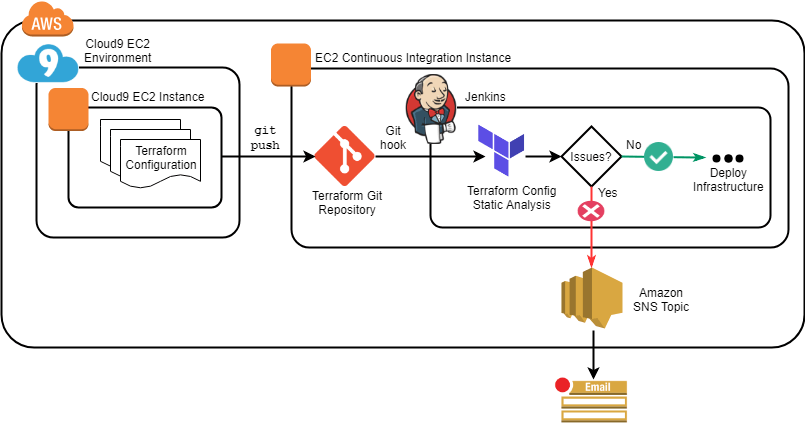 AWS
Cloud9 EC2
Environment
9
Cloud9 EC2 Instance
Terraform
Configuration
git
push
EC2 Continuous Integration Instance
Jenkins
Git
hook
Terraform Git
Repository
Terraform Config
Static Analysis
Issues?
No
Yes
Deploy
Infrastructure
Amazon
SNS Topic
Email